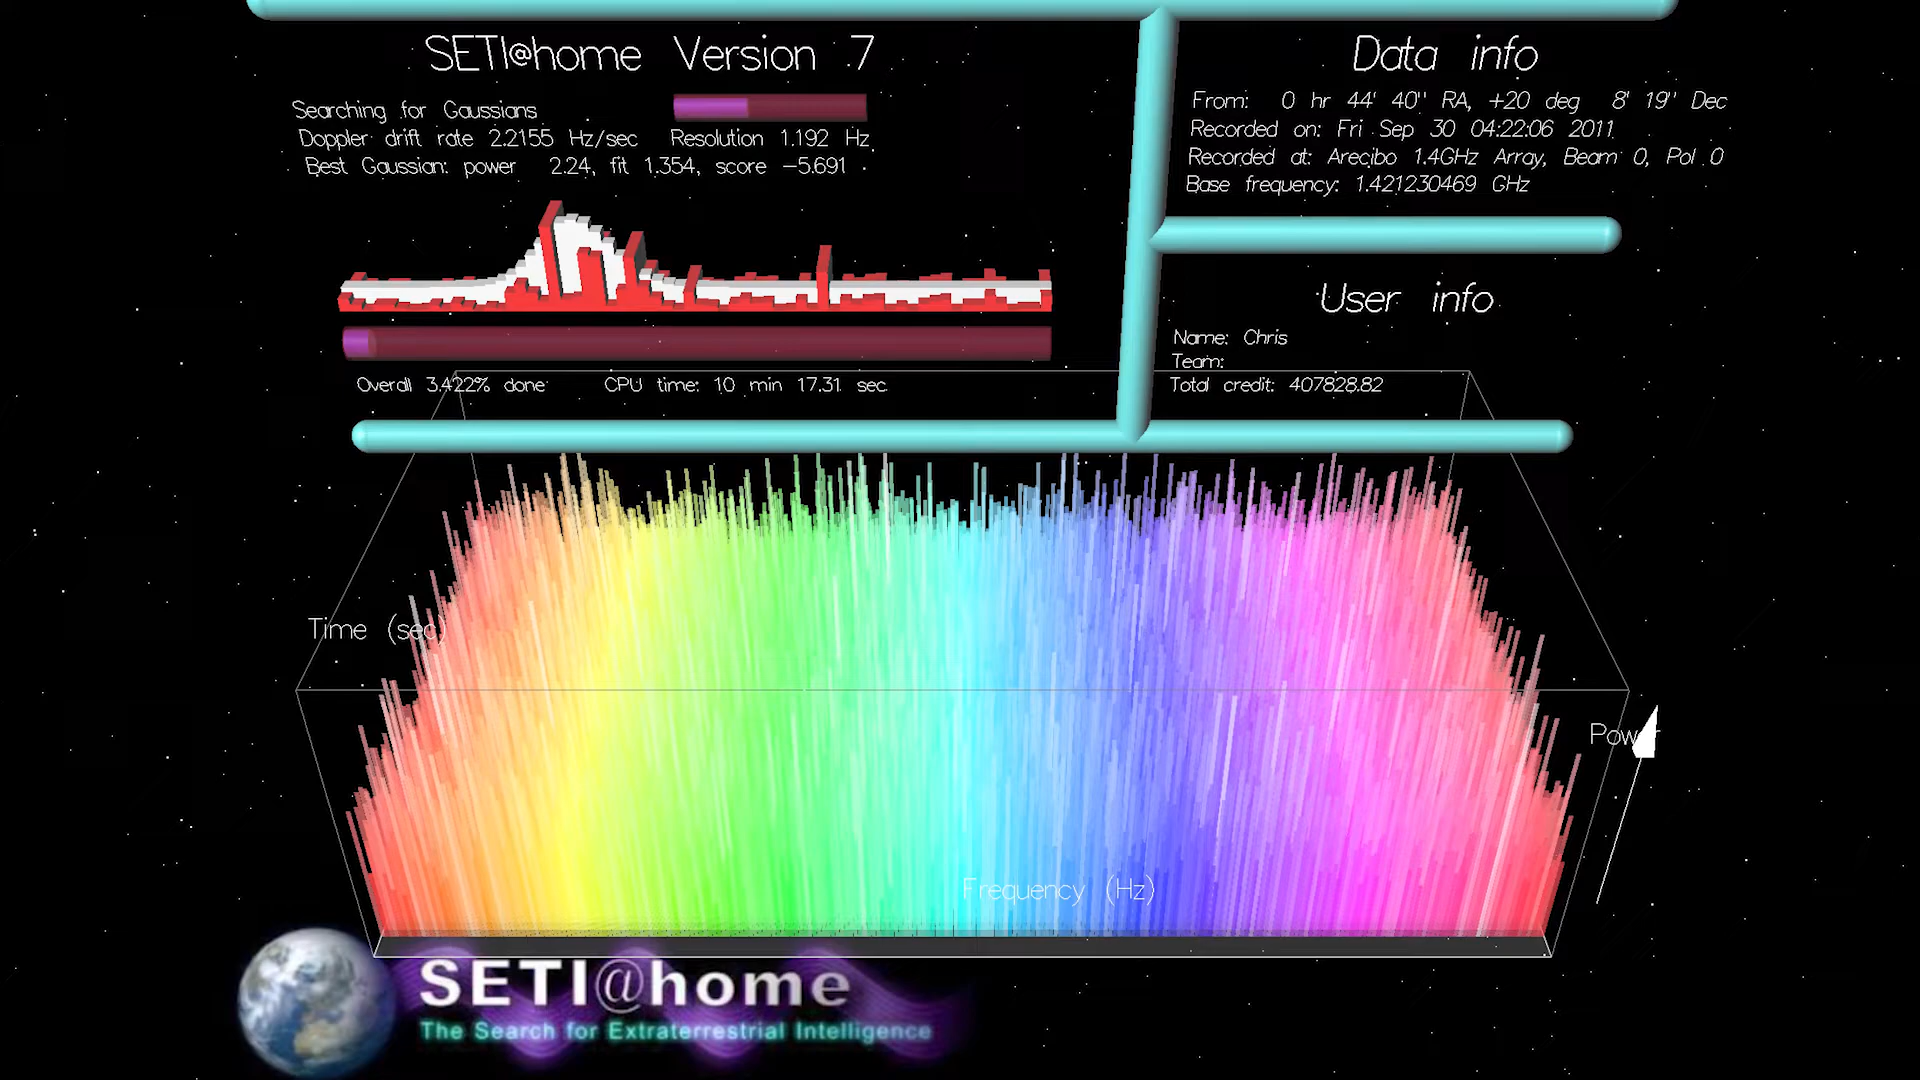 SETI@home Version 7
Searching for Gaussians
Doppler drift rate 2.2155 Hz/sec Resolution 1.192 Hz
Best Gaussian: power 2.24, fit 1.354, score -5.691
Overall 3.422% done CPU time: 10 min 17.31 sec
Data info
From: 0 hr 44' 40'' RA, +20 deg 8' 19'' Dec
Recorded on: Fri Sep 30 04:22:06 2011
Recorded at: Arecibo 1.4GHz Array, Beam 0, Pol 0
Base frequency: 1.421230469 GHz
User info
Name: Chris
Team:
Total credit: 407828.82
Time (sec)
Power
Frequency (Hz)
SETI@home
The Search for Extraterrestrial Intelligence